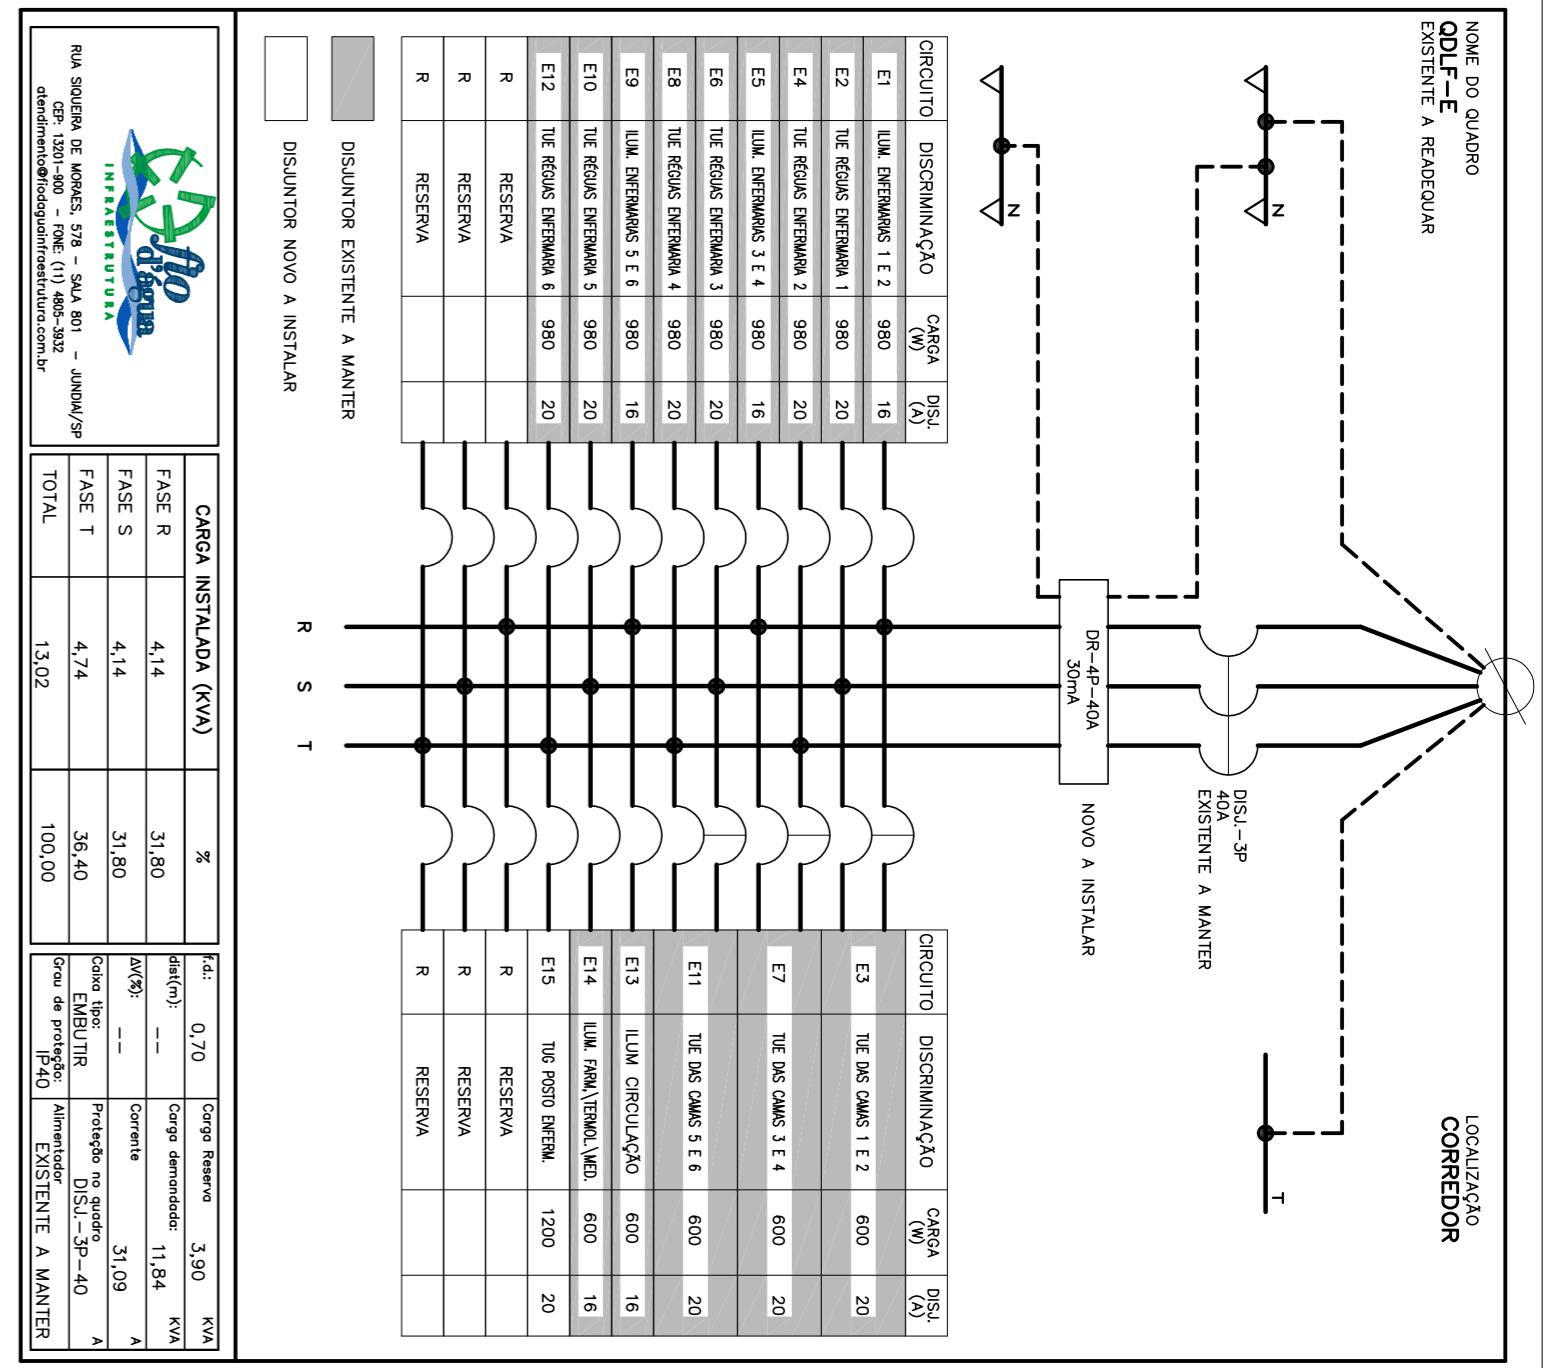 NOME DO QUADRO
QDLF-E
EXISTENTE A READEQUAR
LOCALIZAÇÃO
CORREDOR
N
T
DISJ.-3P
40A
EXISTENTE A MANTER
N
DR-4P-40A
30mA
NOVO A INSTALAR
CIRCUITO DISCRIMINAÇÃO CARGA (W) DISJ. (A)
E1 ILUM. ENFERMARIAS 1 E 2 980 16
E2 TUE RÉGUAS ENFERMARIA 1 980 20
E4 TUE RÉGUAS ENFERMARIA 2 980 20
E5 ILUM. ENFERMARIAS 3 E 4 980 16
E6 TUE RÉGUAS ENFERMARIA 3 980 20
E8 TUE RÉGUAS ENFERMARIA 4 980 20
E9 ILUM. ENFERMARIAS 5 E 6 980 16
E10 TUE RÉGUAS ENFERMARIA 5 980 20
E12 TUE RÉGUAS ENFERMARIA 6 980 20
R RESERVA
R RESERVA
R RESERVA
CIRCUITO DISCRIMINAÇÃO CARGA (W) DISJ. (A)
E3 TUE DAS CAMAS 1 E 2 600 20
E7 TUE DAS CAMAS 3 E 4 600 20
E11 TUE DAS CAMAS 5 E 6 600 20
E13 ILUM CIRCULAÇÃO 600 16
E14 ILUM. FARM,\TERMOL.\MED. 600 16
E15 TUG POSTO ENFERM. 1200 20
R RESERVA
R RESERVA
R RESERVA
R
S
T
DISJUNTOR EXISTENTE A MANTER
DISJUNTOR NOVO A INSTALAR
fio
d'água
INFRAESTRUTURA
RUA SIQUEIRA DE MORAES, 578 - SALA 801 - JUNDIAÍ/SP
CEP: 13201-900 - FONE: (11) 4805-3932
atendimento@fiodaguainfraestrutura.com.br
CARGA INSTALADA (KVA) %
FASE R 4,14 31,80
FASE S 4,14 31,80
FASE T 4,74 36,40
TOTAL 13,02 100,00
f.d.: 0,70
dist(m): --
ΔV(%): --
Caixa tipo:
EMBUTIR
Grau de proteção:
IP40
Carga Reserva 3,90 KVA
Carga demandada: 11,84 KVA
Corrente 31,09 A
Proteção no quadro
DISJ.-3P-40 A
Alimentador
EXISTENTE A MANTER